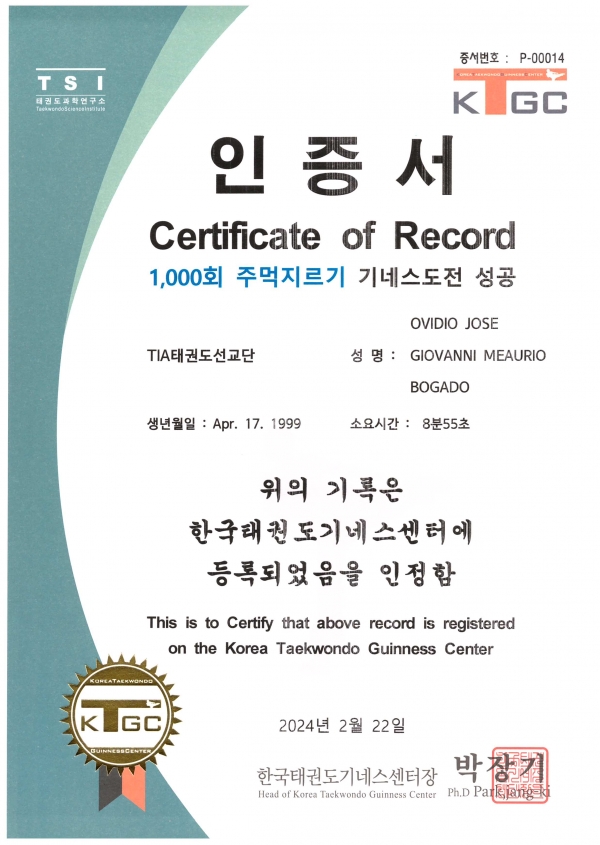 TSI
태권도과학연구소
TaekwondoScienceInstitute
증서번호 : P-00014
KOREA TAEKWONDO GUINNESS CENTER
KTGC
인증서
Certificate of Record
1,000회 주먹지르기 기네스도전 성공
OVIDIO JOSE
TIA태권도선교단 성 명 : GIOVANNI MEAURIO
BOGADO
생년월일 : Apr. 17. 1999 소요시간 : 8분55초
위의 기록은
한국태권도기네스센터에
등록되었음을 인정함
This is to Certify that above record is registered
on the Korea Taekwondo Guinness Center
KOREATAEKWONDO
KTGC
GUINNESSCENTER
2024년 2월 22일
한국태권도기네스센터장 박장기
Head of Korea Taekwondo Guinness Center Ph.D Park,jang-ki